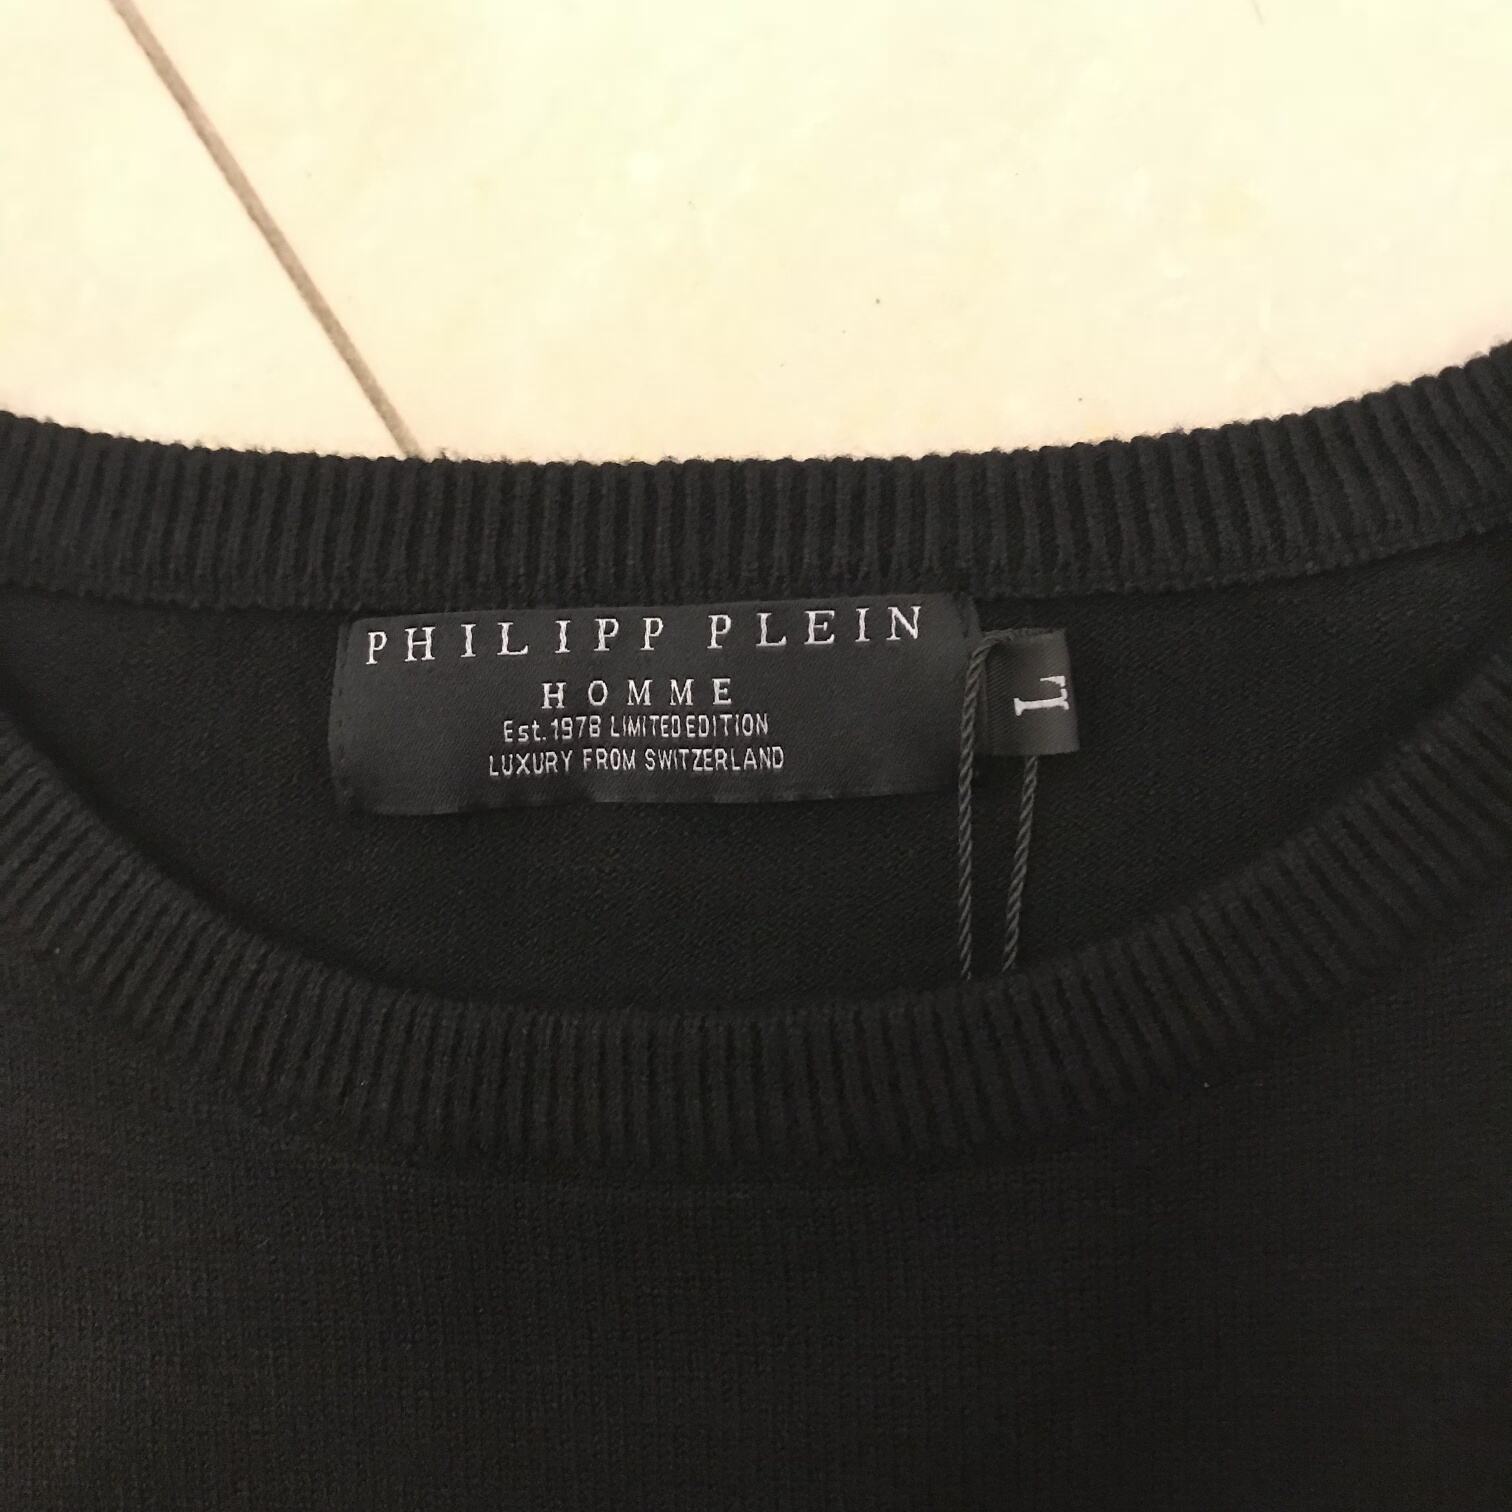 PHILIPP PLEIN
HOMME
Est.1978 LIMITED EDITION
LUXURY FROM SWITZERLAND
L